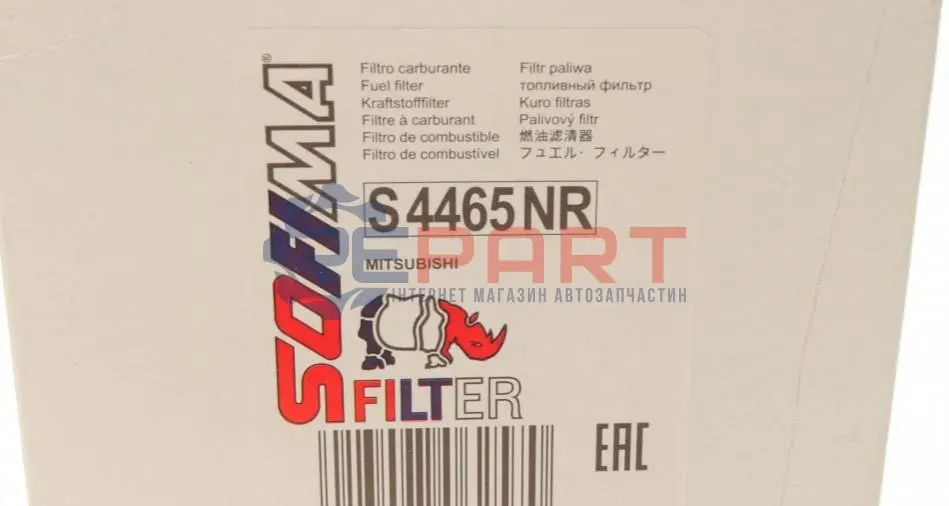 SOFIMA
®
Filtro carburante
Fuel filter
Kraftstofffilter
Filtre à carburant
Filtro de combustible
Filtro de combustível
Filtr paliwa
топливный фильтр
Kuro filtras
Palivový filtr
燃油滤清器
フュエル・フィルター
S 4465 NR
MITSUBISHI
EPART
ІНТЕРНЕТ МАГАЗИН АВТОЗАПЧАСТИН
FILTER
EAC